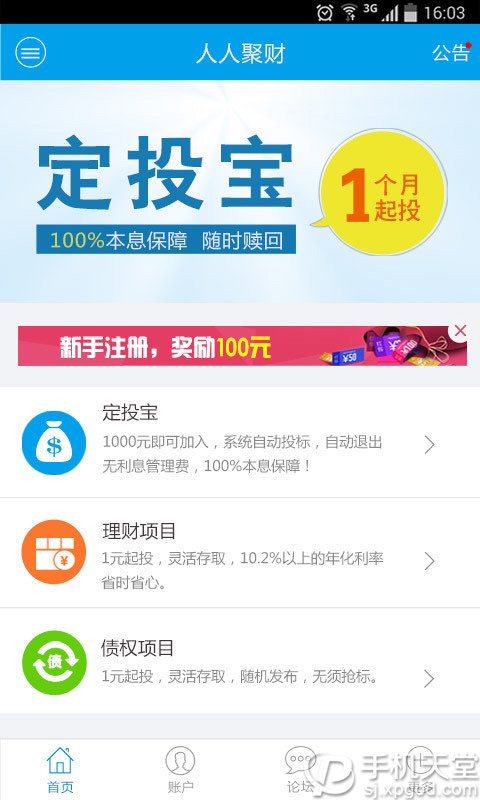 3G 16:03
人人聚财
公告
定投宝
100%本息保障 随时赎回
1个月
起投
新手注册，奖励100元
¥50
定投宝
1000元即可加入，系统自动投标，自动退出
无利息管理费，100%本息保障！
理财项目
1元起投，灵活存取，10.2%以上的年化利率
省时省心。
债
债权项目
1元起投，灵活存取，随机发布，无须抢标。
首页
账户
论坛
手机天堂
sj.xpgod.com